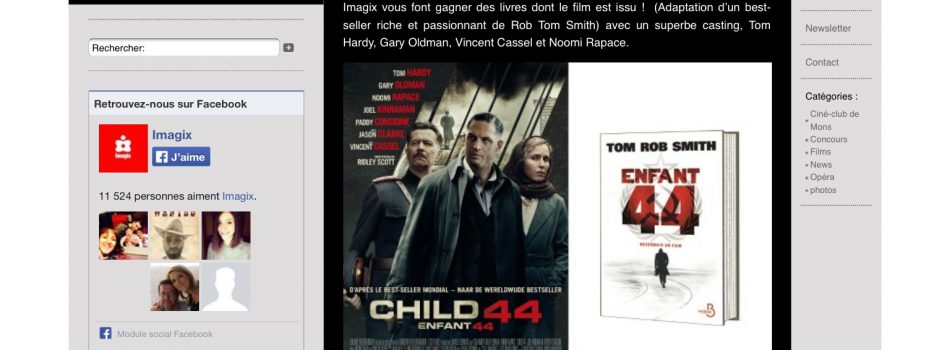 Rechercher:
Retrouvez-nous sur Facebook
Imagix
Imagix
J'aime
11 524 personnes aiment Imagix.
Module social Facebook
Imagix vous font gagner des livres dont le film est issu ! (Adaptation d'un best-
seller riche et passionnant de Rob Tom Smith) avec un superbe casting, Tom
Hardy, Gary Oldman, Vincent Cassel et Noomi Rapace.
TOM HARDY
GARY OLDMAN
NOOMI RAPACE
JOEL KINNAMAN
PADDY CONSIDINE
JASON CLARKE
VINCENT CASSEL
RIDLEY SCOTT
D'APRÈS LE BEST-SELLER MONDIAL – NAAR DE WERELDWIJDE BESTSELLER
CHILD 44
ENFANT 44
TOM ROB SMITH
ENFANT
44
Newsletter
Contact
Catégories :
Ciné-club de
Mons
Concours
Films
News
Opéra
photos